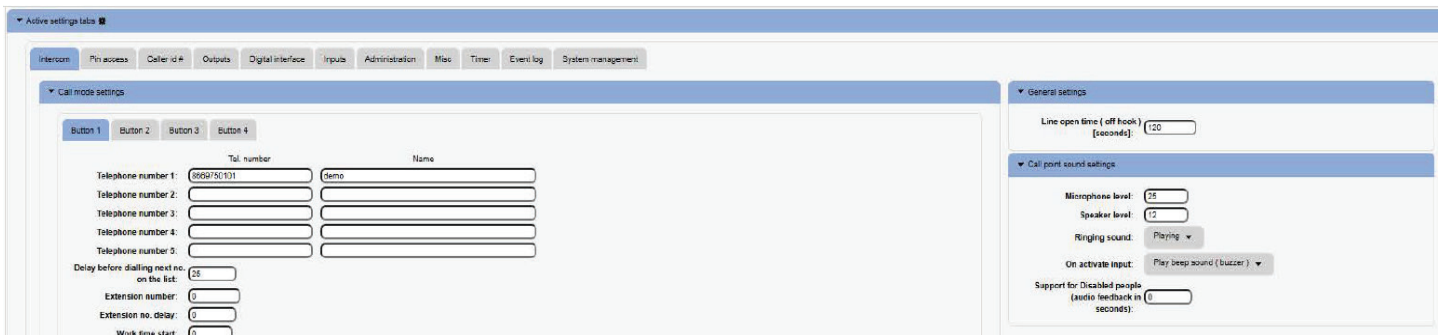 Active settings tabs
Intercom Pin access Caller id # Outputs Digital interface Inputs Administration Misc Timer Event log System management
Call mode settings
Button 1 Button 2 Button 3 Button 4
Tel. number Name
Telephone number 1: 8669750101 demo
Telephone number 2:
Telephone number 3:
Telephone number 4:
Telephone number 5:
Delay before dialling next no.
on the list: 25
Extension number: 0
Extension no. delay: 0
Work time start: 0
General settings
Line open time ( off hook )
[seconds]: 120
Call point sound settings
Microphone level: 25
Speaker level: 12
Ringing sound: Playing
On activate input: Play beep sound ( buzzer )
Support for Disabled people
(audio feedback in
seconds): 0